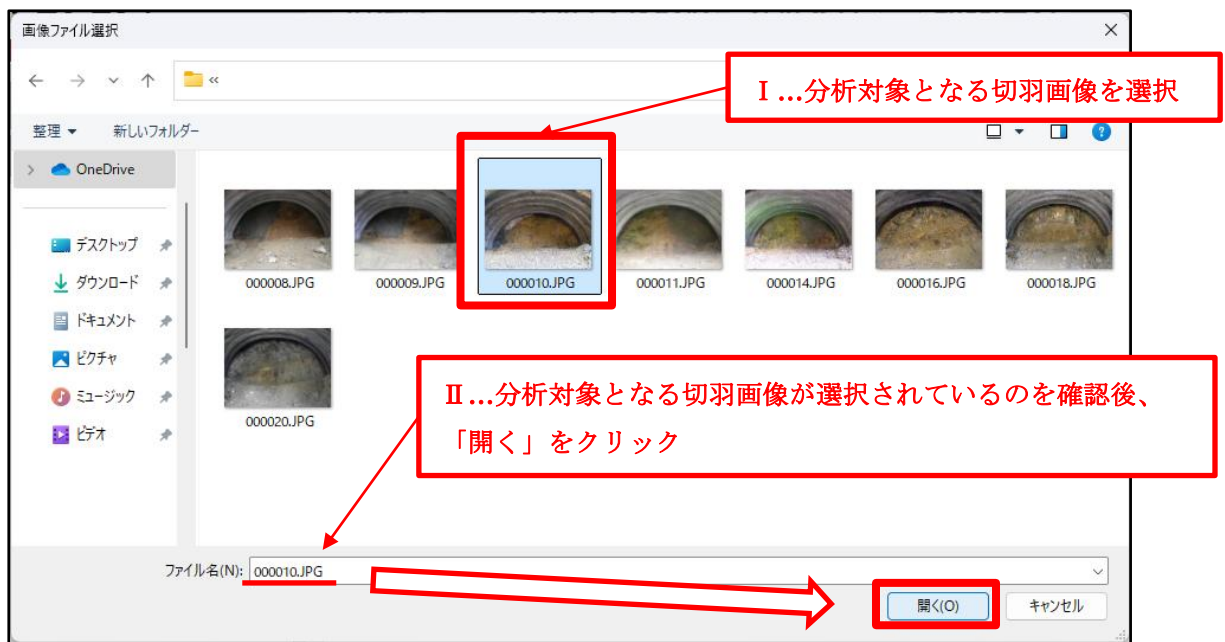 画像ファイル選択
«
Ⅰ…分析対象となる切羽画像を選択
整理 新しいフォルダー
OneDrive
デスクトップ
ダウンロード
ドキュメント
ピクチャ
ミュージック
ビデオ
000008.JPG 000009.JPG 000010.JPG 000011.JPG 000014.JPG 000016.JPG 000018.JPG
000020.JPG
Ⅱ…分析対象となる切羽画像が選択されているのを確認後、
「開く」をクリック
ファイル名(N): 000010.JPG
開く(O) キャンセル